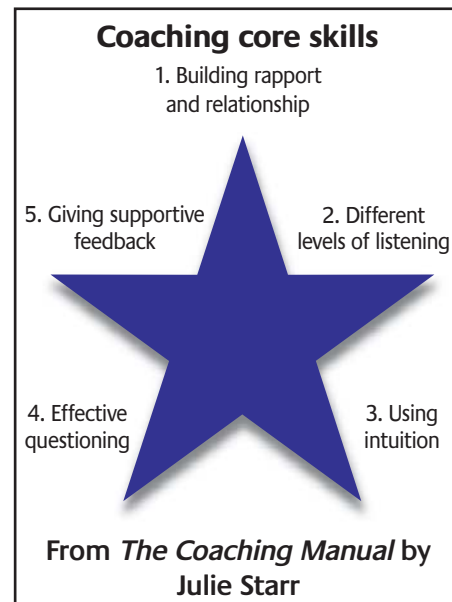 Coaching core skills
1. Building rapport
and relationship
2. Different
levels of listening
3. Using
intuition
4. Effective
questioning
5. Giving supportive
feedback
From The Coaching Manual by
Julie Starr